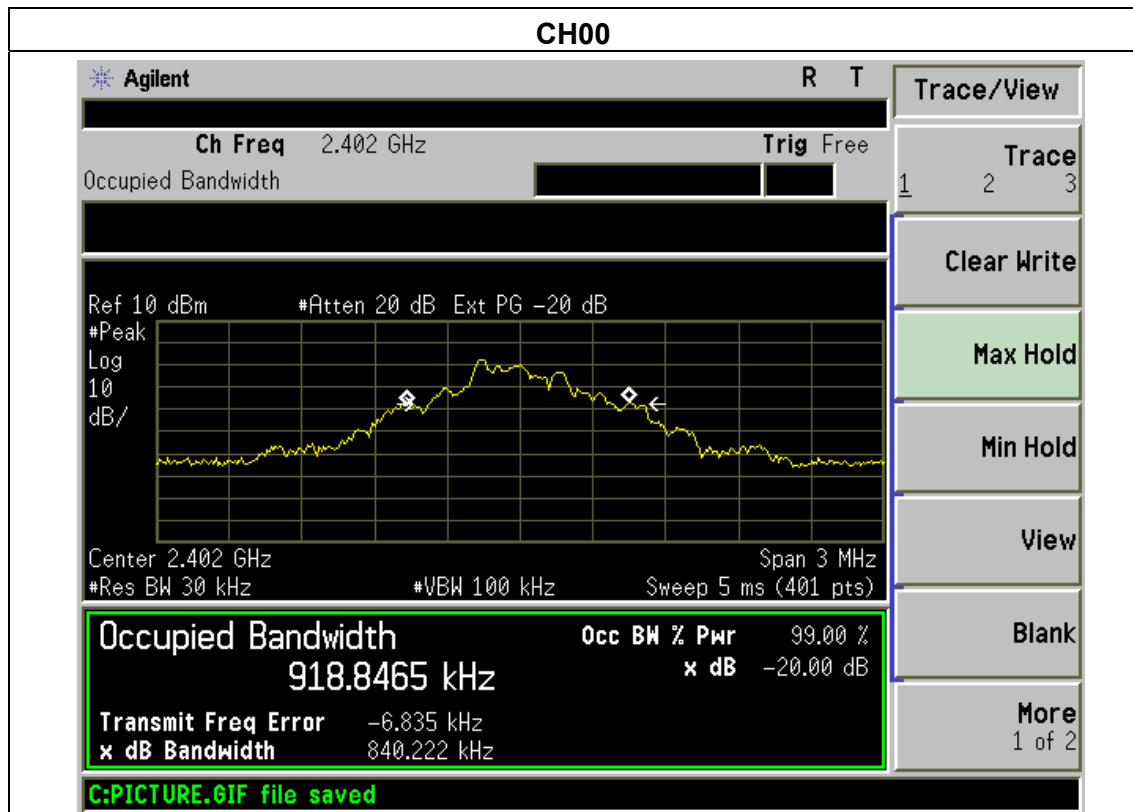 CH00
Agilent R T
Ch Freq 2.402 GHz Trig Free
Occupied Bandwidth
Ref 10 dBm #Atten 20 dB Ext PG -20 dB
#Peak
Log
10
dB/
Center 2.402 GHz Span 3 MHz
#Res BW 30 kHz #VBW 100 kHz Sweep 5 ms (401 pts)
Occupied Bandwidth Occ BW % Pwr 99.00 %
918.8465 kHz x dB -20.00 dB
Transmit Freq Error -6.835 kHz
x dB Bandwidth 840.222 kHz
C:PICTURE.GIF file saved
Trace/View
Trace
1 2 3
Clear Write
Max Hold
Min Hold
View
Blank
More
1 of 2